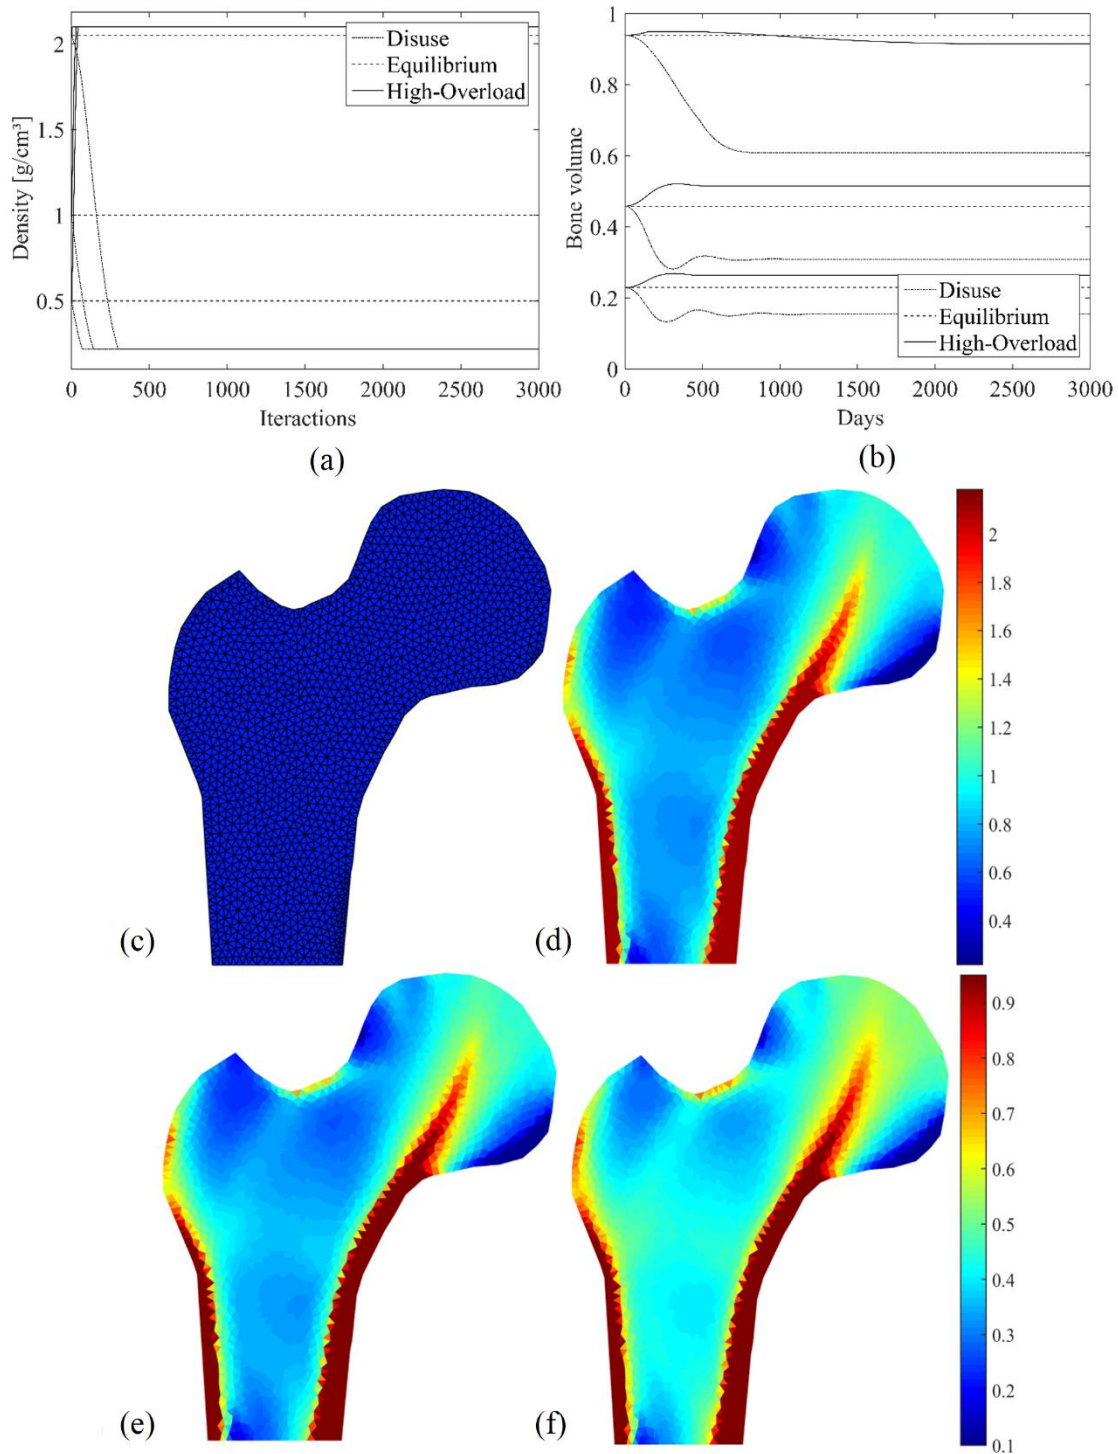 Density [g/cm³]
2
1.5
1
0.5
Disuse
Equilibrium
High-Overload
0 500 1000 1500 2000 2500 3000
Iteractions
(a)
Bone volume
1
0.8
0.6
0.4
0.2
0
Disuse
Equilibrium
High-Overload
0 500 1000 1500 2000 2500 3000
Days
(b)
(c)
(d)
2
1.8
1.6
1.4
1.2
1
0.8
0.6
0.4
(e)
(f)
0.9
0.8
0.7
0.6
0.5
0.4
0.3
0.2
0.1